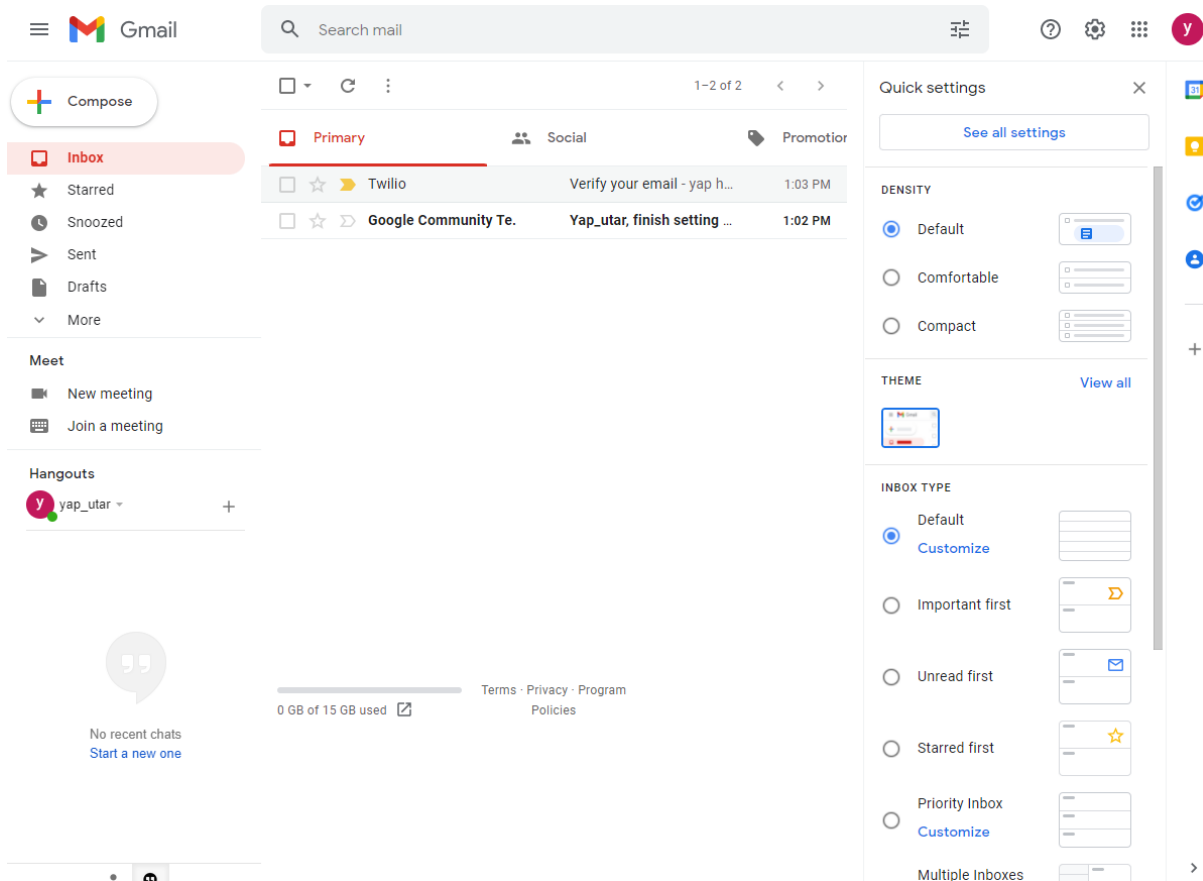 Gmail
Search mail
y
Compose
Inbox
Starred
Snoozed
Sent
Drafts
More
Meet
New meeting
Join a meeting
Hangouts
y yap_utar
No recent chats
Start a new one
1–2 of 2
Primary Social Promotion
Twilio Verify your email - yap h... 1:03 PM
Google Community Te. Yap_utar, finish setting ... 1:02 PM
0 GB of 15 GB used
Terms · Privacy · Program
Policies
Quick settings
See all settings
DENSITY
Default
Comfortable
Compact
THEME View all
INBOX TYPE
Default
Customize
Important first
Unread first
Starred first
Priority Inbox
Customize
Multiple Inboxes
31